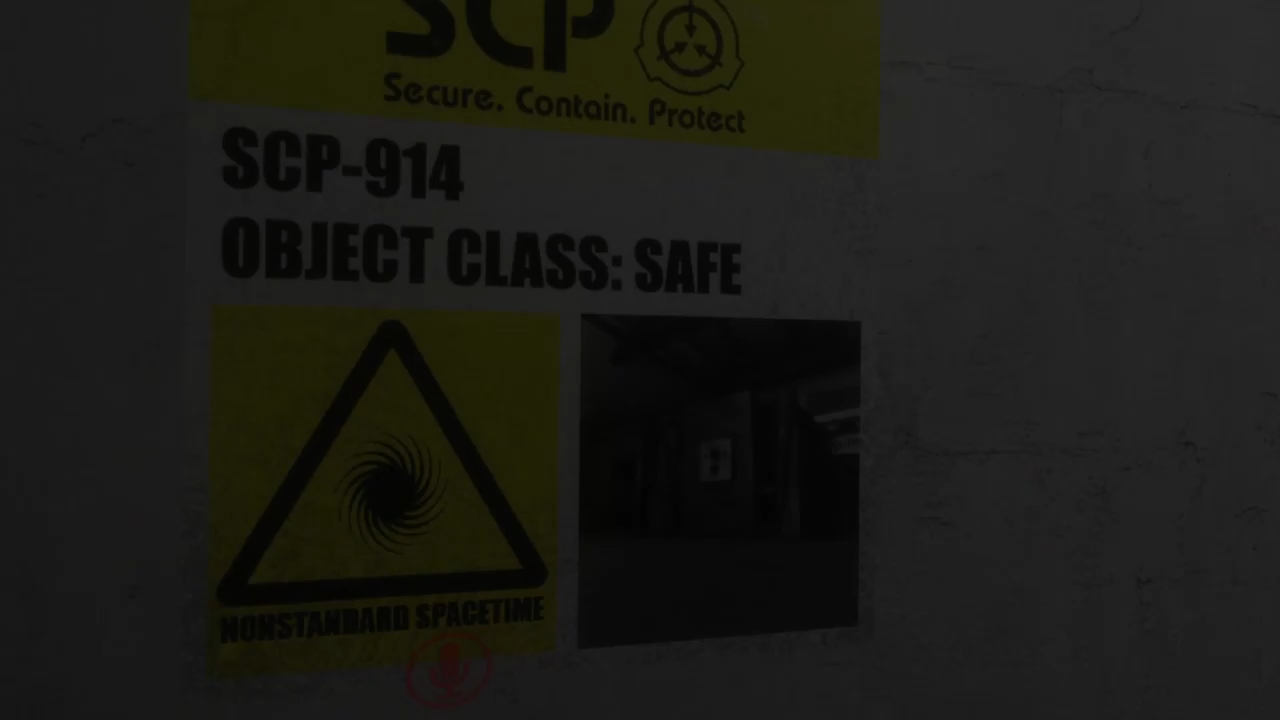 SCP
Secure. Contain. Protect
SCP-914
OBJECT CLASS: SAFE
NONSTANDARD SPACETIME